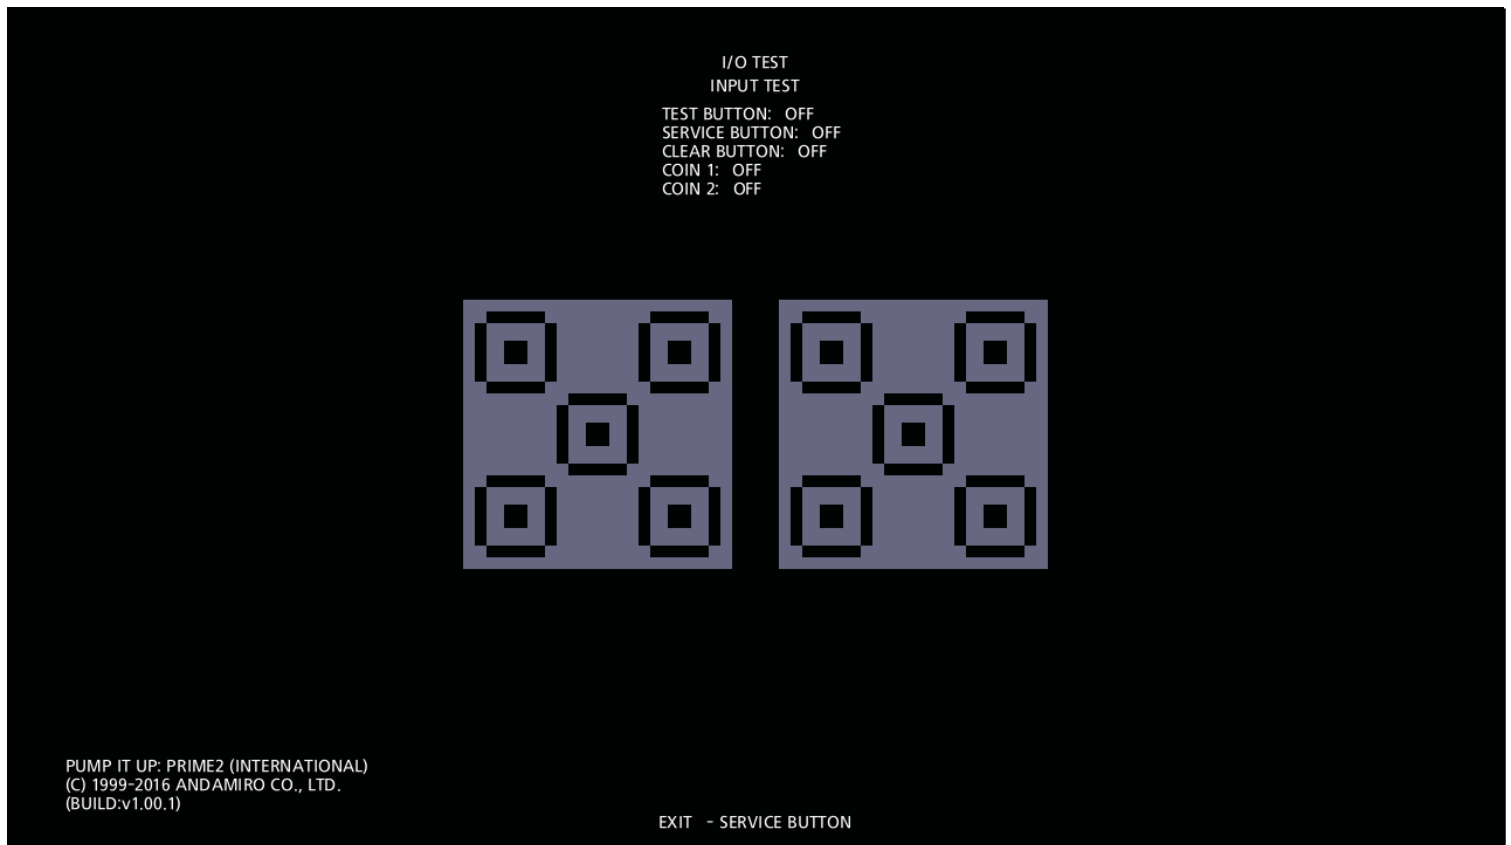 I/O TEST
INPUT TEST
TEST BUTTON: OFF
SERVICE BUTTON: OFF
CLEAR BUTTON: OFF
COIN 1: OFF
COIN 2: OFF
PUMP IT UP: PRIME2 (INTERNATIONAL)
(C) 1999-2016 ANDAMIRO CO., LTD.
(BUILD:v1.00.1)
EXIT - SERVICE BUTTON